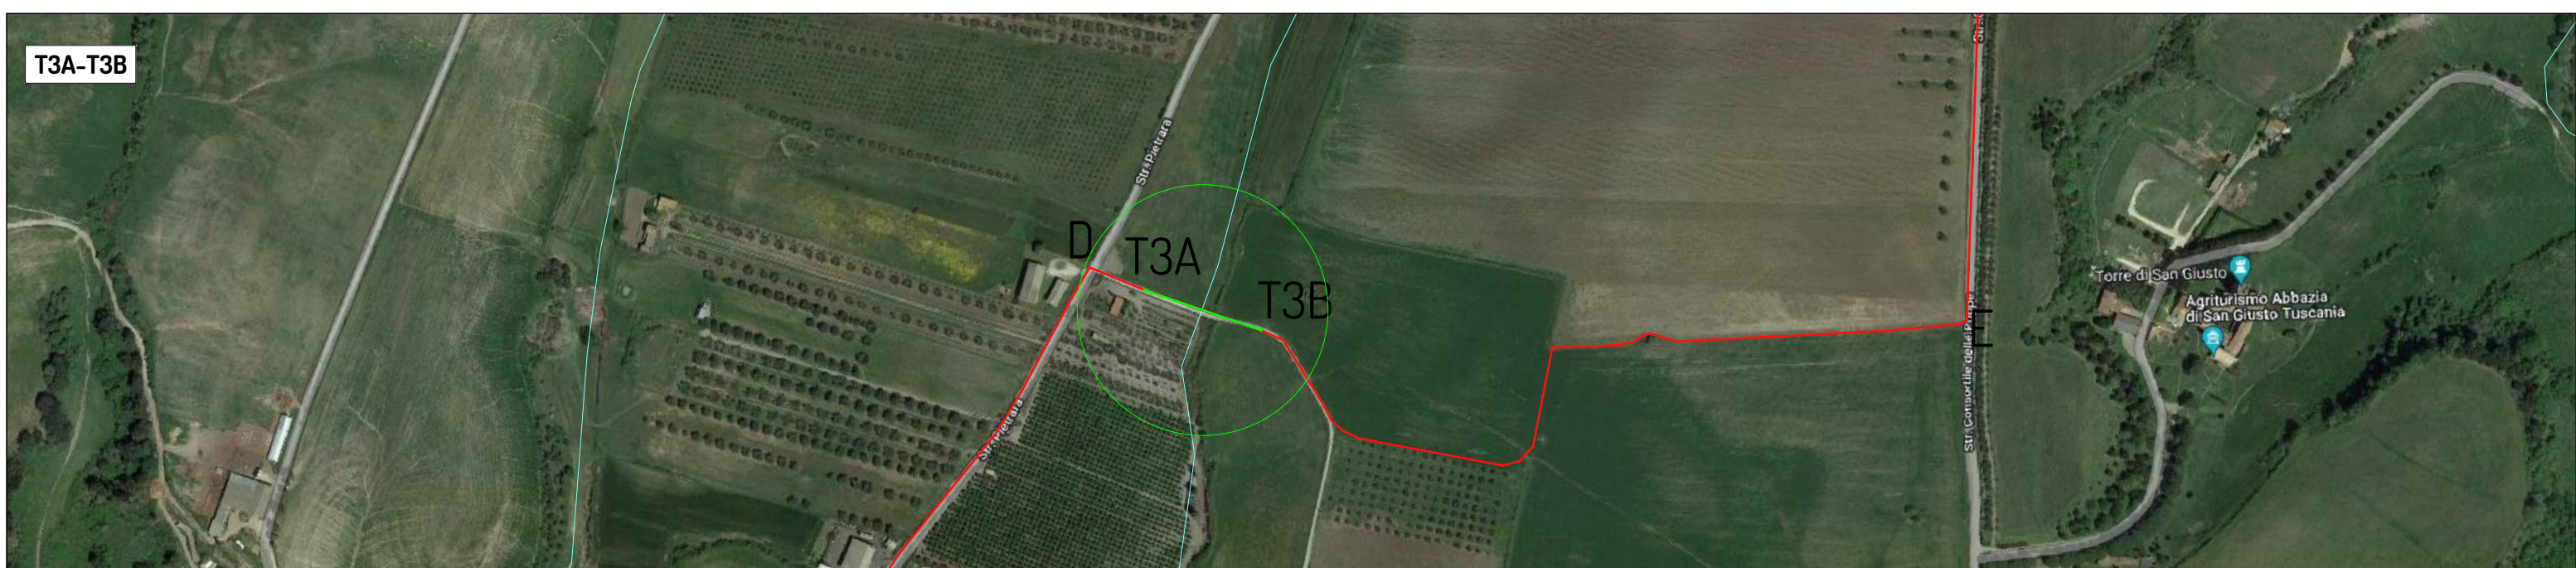 T3A-T3B
Str. Pietrara
D
T3A
T3B
Torre di San Giusto
Agriturismo Abbazia
di San Giusto Tuscania
E
Str. Consortile delle Pompe
Str. Pietrara